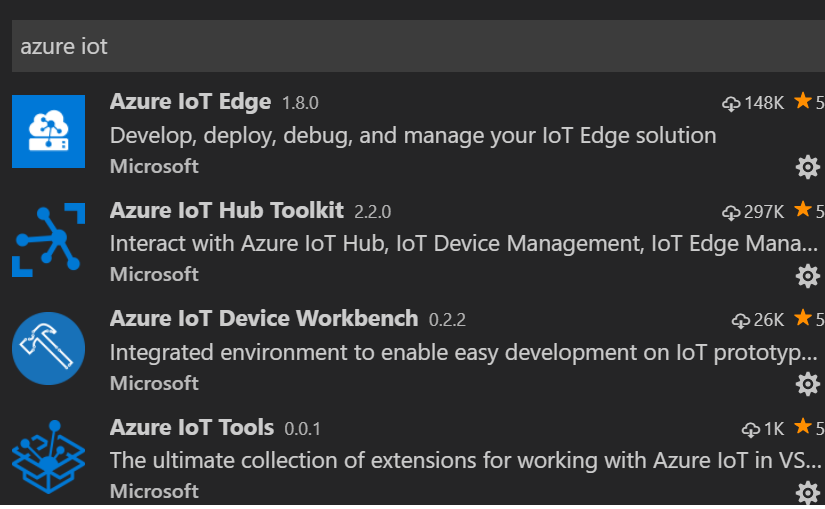 azure iot
Azure IoT Edge 1.8.0 148K 5
Develop, deploy, debug, and manage your IoT Edge solution
Microsoft
Azure IoT Hub Toolkit 2.2.0 297K 5
Interact with Azure IoT Hub, IoT Device Management, IoT Edge Mana...
Microsoft
Azure IoT Device Workbench 0.2.2 26K 5
Integrated environment to enable easy development on IoT prototyp...
Microsoft
Azure IoT Tools 0.0.1 1K 5
The ultimate collection of extensions for working with Azure IoT in VS...
Microsoft